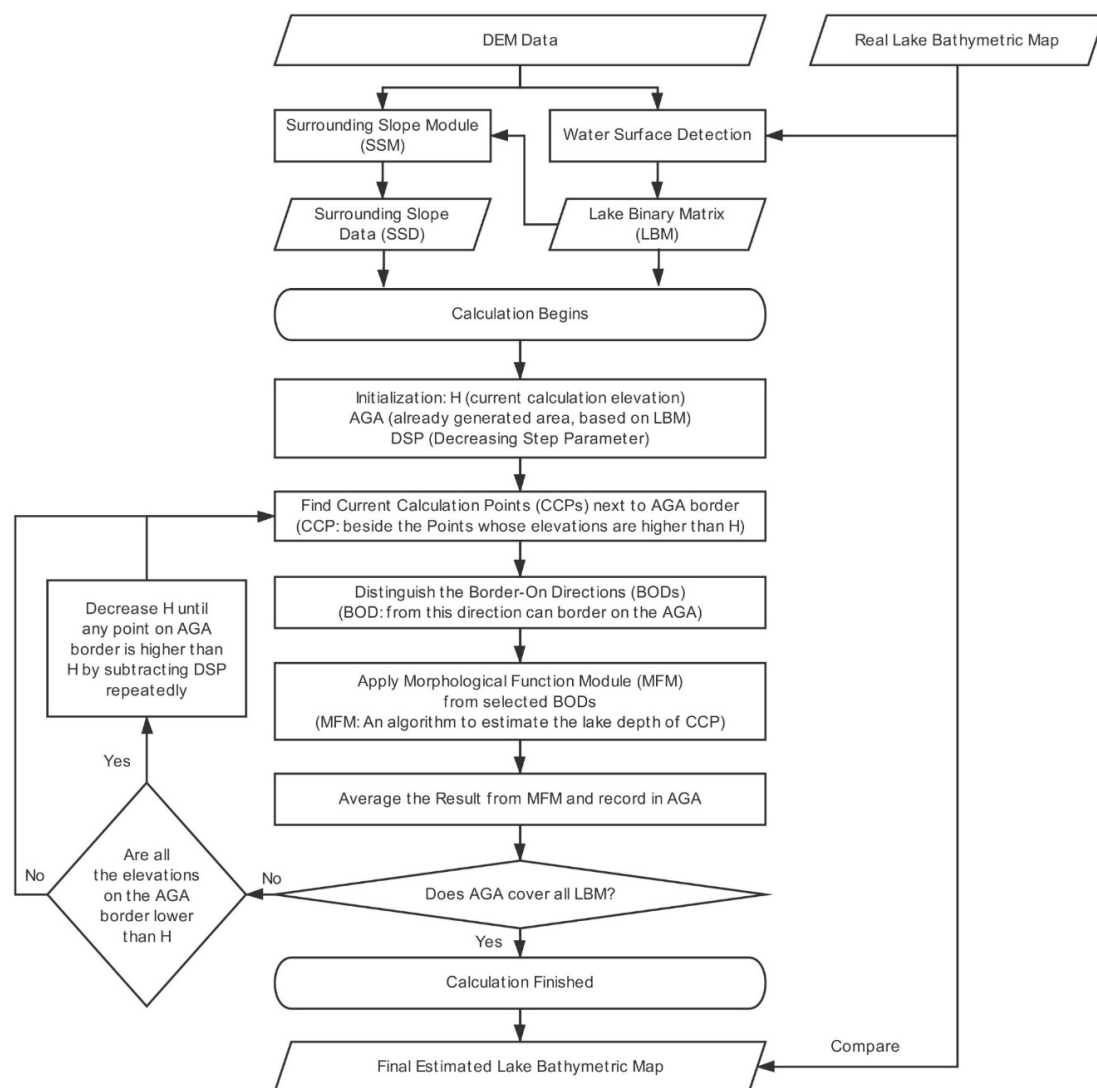 DEM Data
Real Lake Bathymetric Map
Surrounding Slope Module
(SSM)
Water Surface Detection
Surrounding Slope
Data (SSD)
Lake Binary Matrix
(LBM)
Calculation Begins
Initialization: H (current calculation elevation)
AGA (already generated area, based on LBM)
DSP (Decreasing Step Parameter)
Find Current Calculation Points (CCPs) next to AGA border
(CCP: beside the Points whose elevations are higher than H)
Distinguish the Border-On Directions (BODs)
(BOD: from this direction can border on the AGA)
Decrease H until
any point on AGA
border is higher than
H by subtracting DSP
repeatedly
Apply Morphological Function Module (MFM)
from selected BODs
(MFM: An algorithm to estimate the lake depth of CCP)
Yes
Average the Result from MFM and record in AGA
Are all
the elevations
on the AGA
border lower
than H
No
No
Does AGA cover all LBM?
Yes
Calculation Finished
Compare
Final Estimated Lake Bathymetric Map